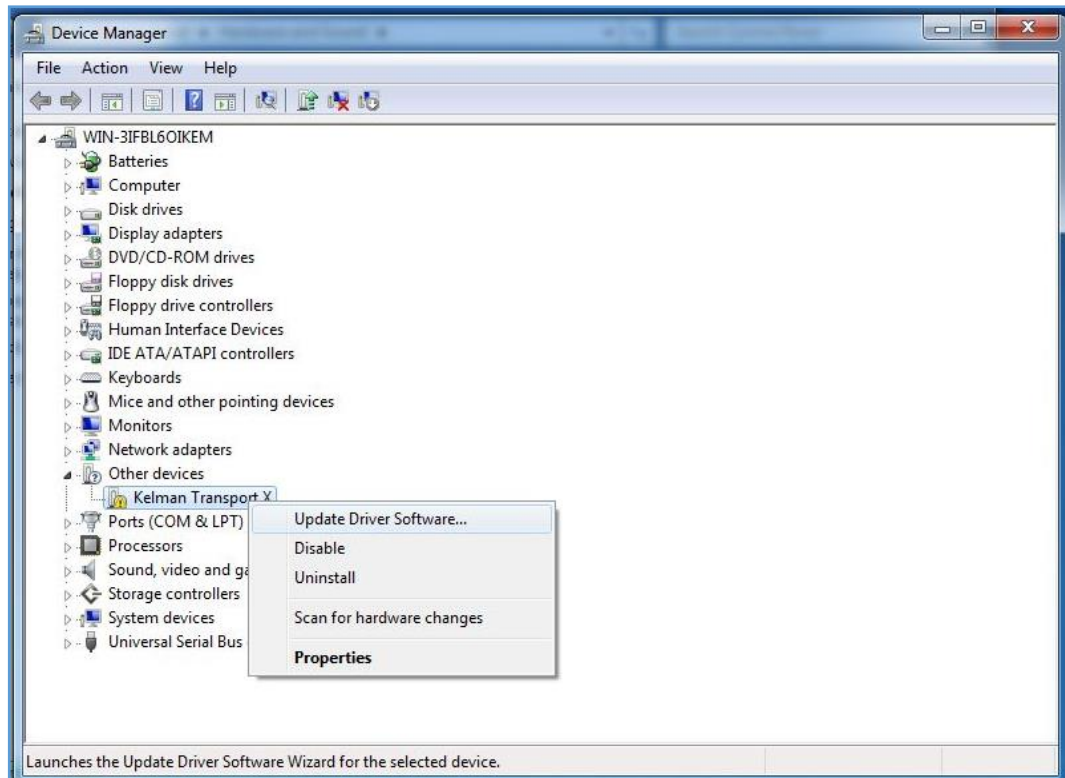 Device Manager
File Action View Help
WIN-3IFBL6OIKEM
Batteries
Computer
Disk drives
Display adapters
DVD/CD-ROM drives
Floppy disk drives
Floppy drive controllers
Human Interface Devices
IDE ATA/ATAPI controllers
Keyboards
Mice and other pointing devices
Monitors
Network adapters
Other devices
Kelman Transport X
Ports (COM & LPT)
Processors
Sound, video and ga
Storage controllers
System devices
Universal Serial Bus
Update Driver Software...
Disable
Uninstall
Scan for hardware changes
Properties
Launches the Update Driver Software Wizard for the selected device.